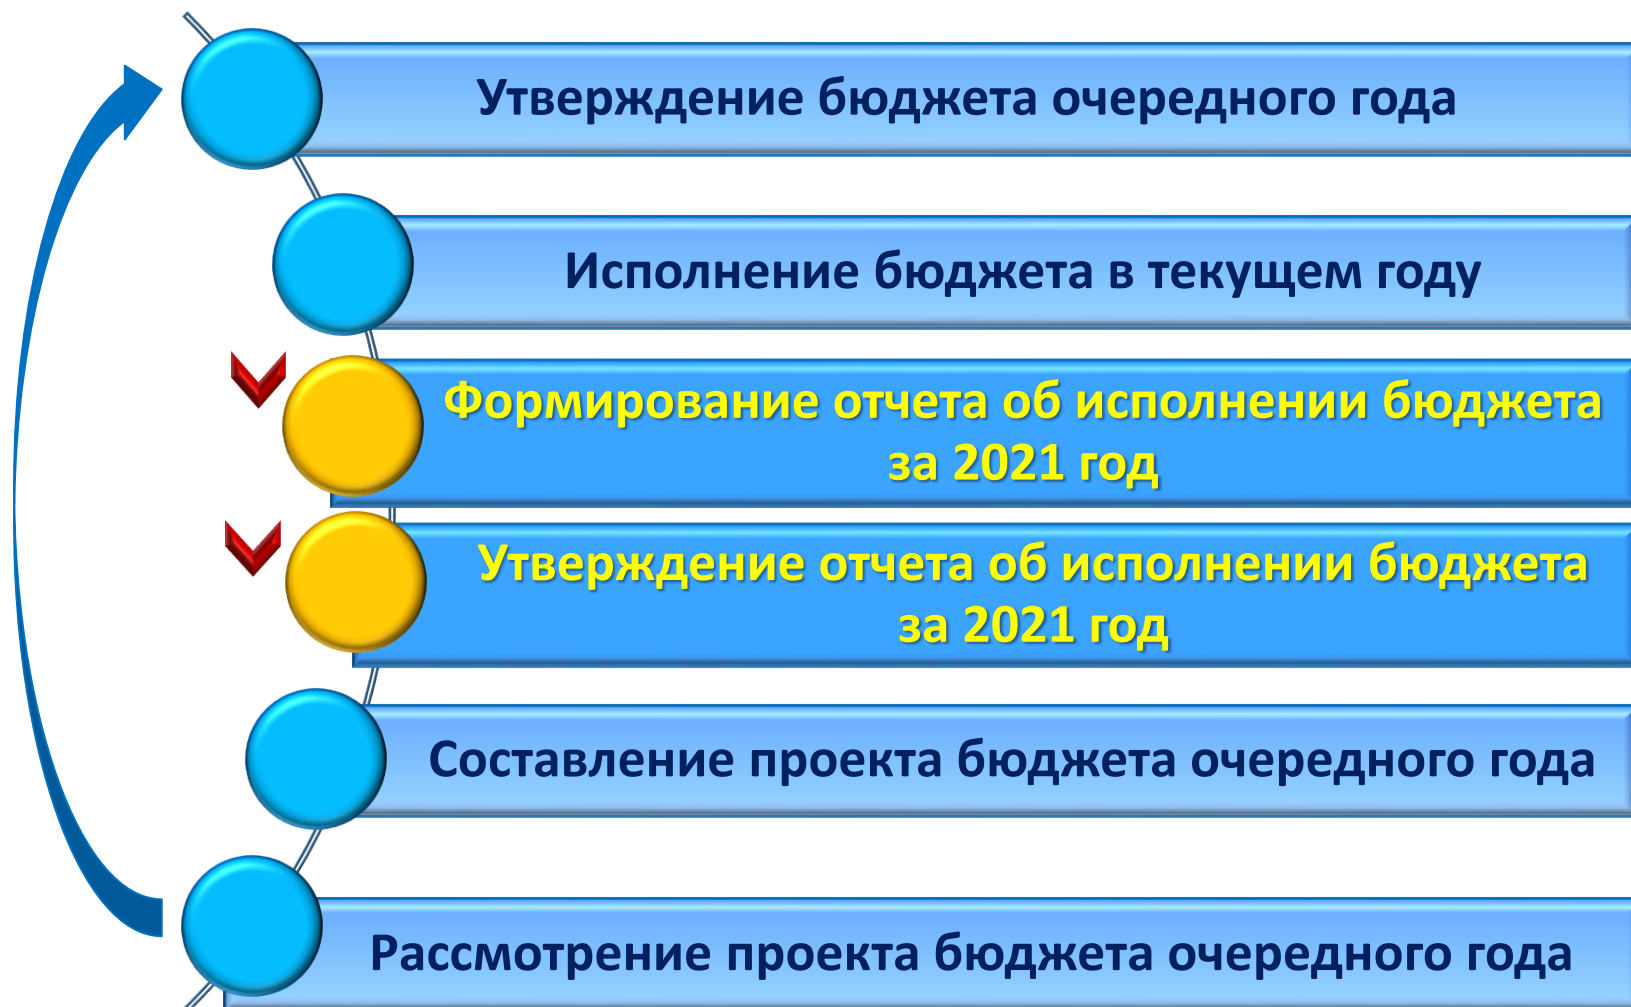 Утверждение бюджета очередного года
Исполнение бюджета в текущем году
Формирование отчета об исполнении бюджета
за 2021 год
Утверждение отчета об исполнении бюджета
за 2021 год
Составление проекта бюджета очередного года
Рассмотрение проекта бюджета очередного года